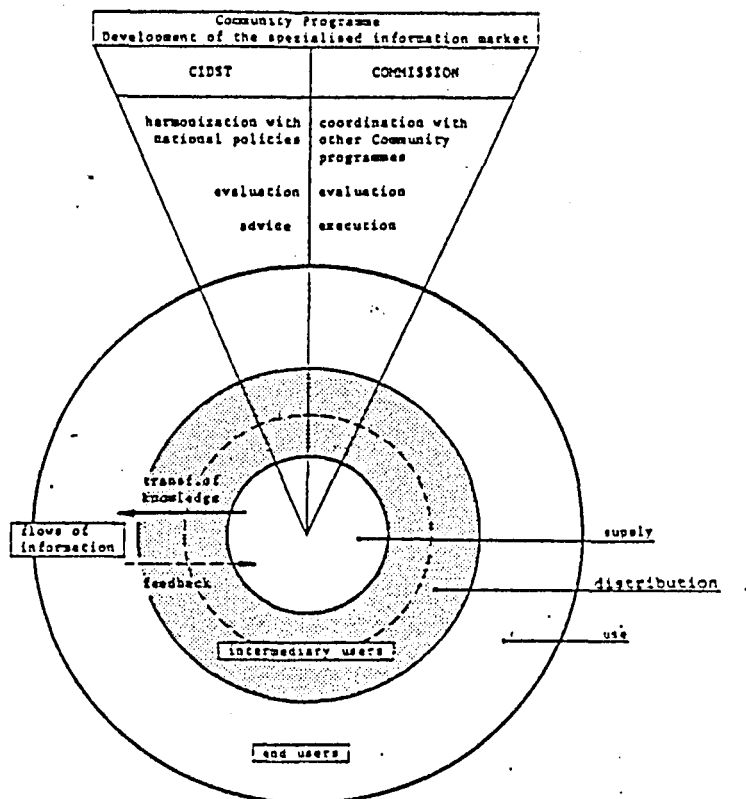 Community Programme
Development of the spezialised information market
CIDST
COMMISSION
harmonization with
national policies
coordination with
other Community
programmes
evaluation
evaluation
advice
execution
transf.of
knowledge
flows of
information
feedback
supply
distribution
use
intermediary users
end users